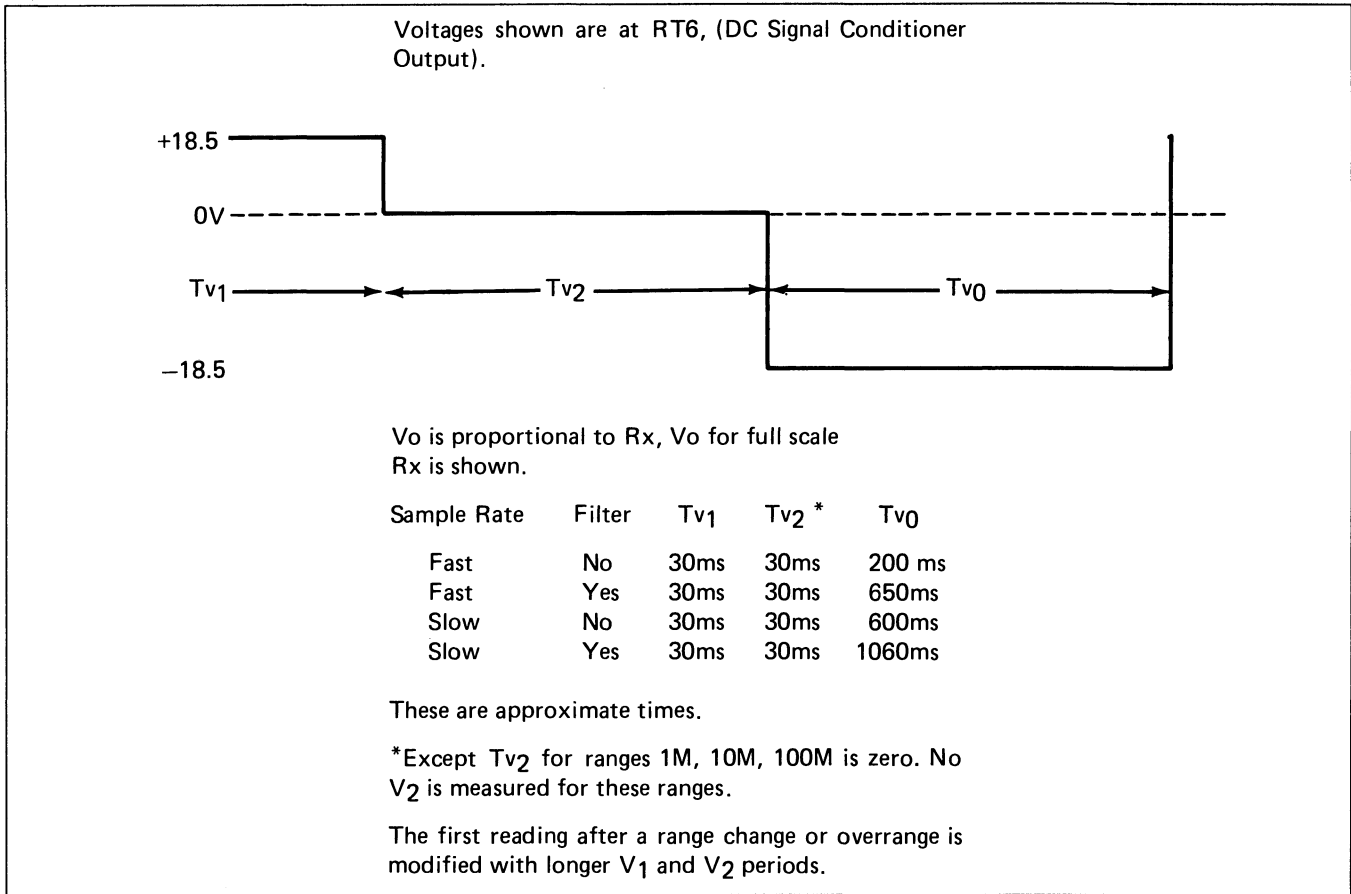 Voltages shown are at RT6, (DC Signal Conditioner
Output).
+18.5
0V
Tv1 Tv2 Tv0
−18.5
Vo is proportional to Rx, Vo for full scale
Rx is shown.
Sample Rate Filter Tv1 Tv2 * Tv0
Fast No 30ms 30ms 200 ms
Fast Yes 30ms 30ms 650ms
Slow No 30ms 30ms 600ms
Slow Yes 30ms 30ms 1060ms
These are approximate times.
*Except Tv2 for ranges 1M, 10M, 100M is zero. No
V2 is measured for these ranges.
The first reading after a range change or overrange is
modified with longer V1 and V2 periods.